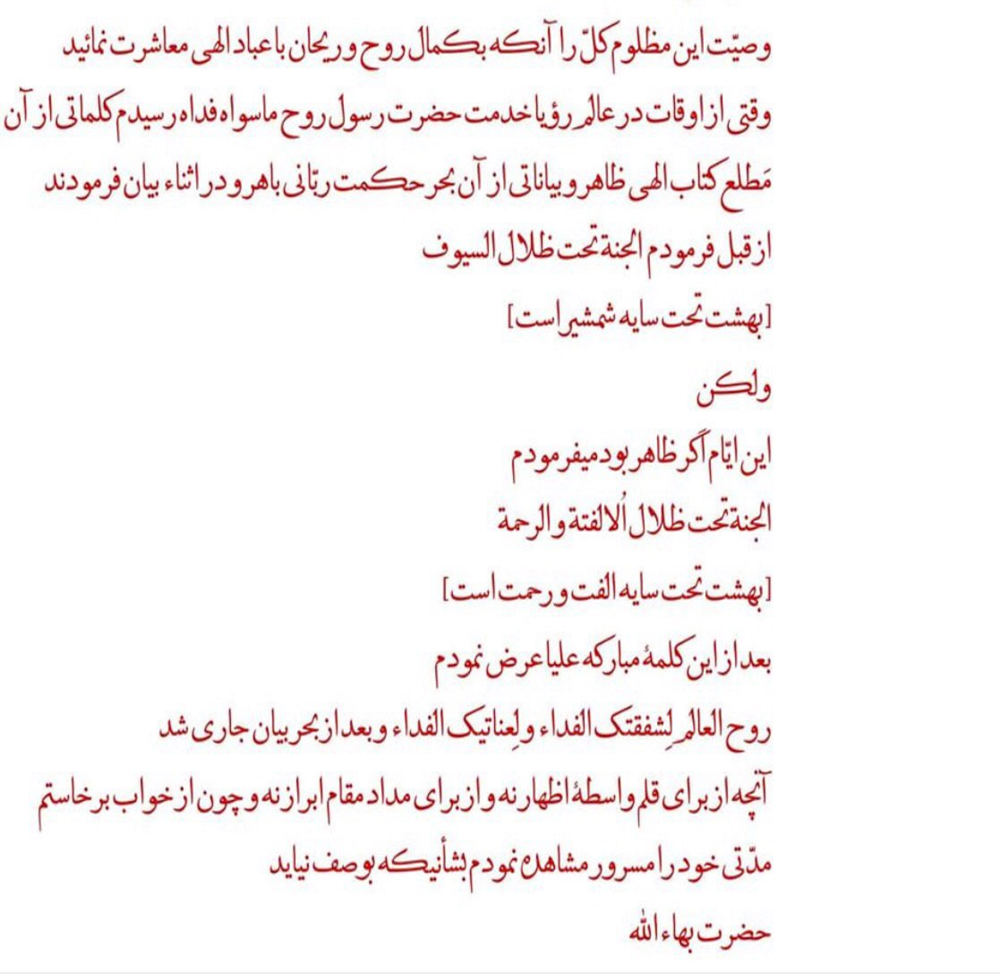 وصیّت این مظلوم کلّ را آنکه بکمال روح و ریحان با عباد الهی معاشرت نمائید
وقتی از اوقات در عالم رؤیا خدمت حضرت رسول روح ماسواه فداه رسیدم کلماتی از آن
مَطلع کتاب الهی ظاهر و بیاناتی از آن بحر حکمت ربّانی باهر و در اثناء بیان فرمودند
از قبل فرمودم الجنة تحت ظلال السیوف
[بهشت تحت سایه شمشیر است]
ولکن
این ایّام اگر ظاهر بودم میفرمودم
الجنة تحت ظلال اُلالفتة و الرحمة
[بهشت تحت سایه الفت و رحمت است]
بعد از این کلمهٔ مبارکه علیا عرض نمودم
روح العالم لِشفقتک الفداء و لِعناتیک الفداء و بعد از بحر بیان جاری شد
آنچه از برای قلم واسطهٔ اظهار نه و از برای مداد مقام ابراز نه و چون از خواب برخاستم
مدّتی خود را مسرور مشاهده نمودم بشأنیکه بوصف نیاید
حضرت بهاءالله